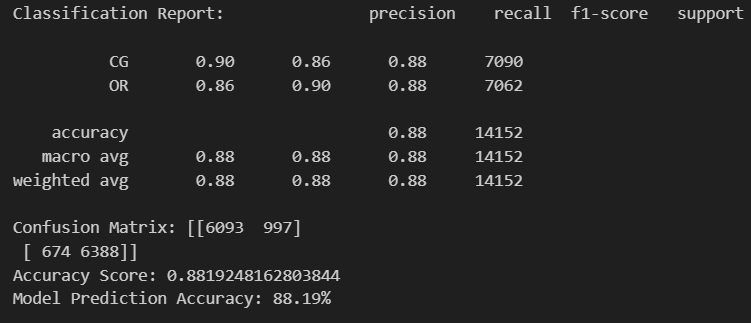 Classification Report:               precision    recall  f1-score   support
          CG       0.90      0.86      0.88      7090
          OR       0.86      0.90      0.88      7062
    accuracy                           0.88     14152
   macro avg       0.88      0.88      0.88     14152
weighted avg       0.88      0.88      0.88     14152
Confusion Matrix: [[6093  997]
 [ 674 6388]]
Accuracy Score: 0.8819248162803844
Model Prediction Accuracy: 88.19%